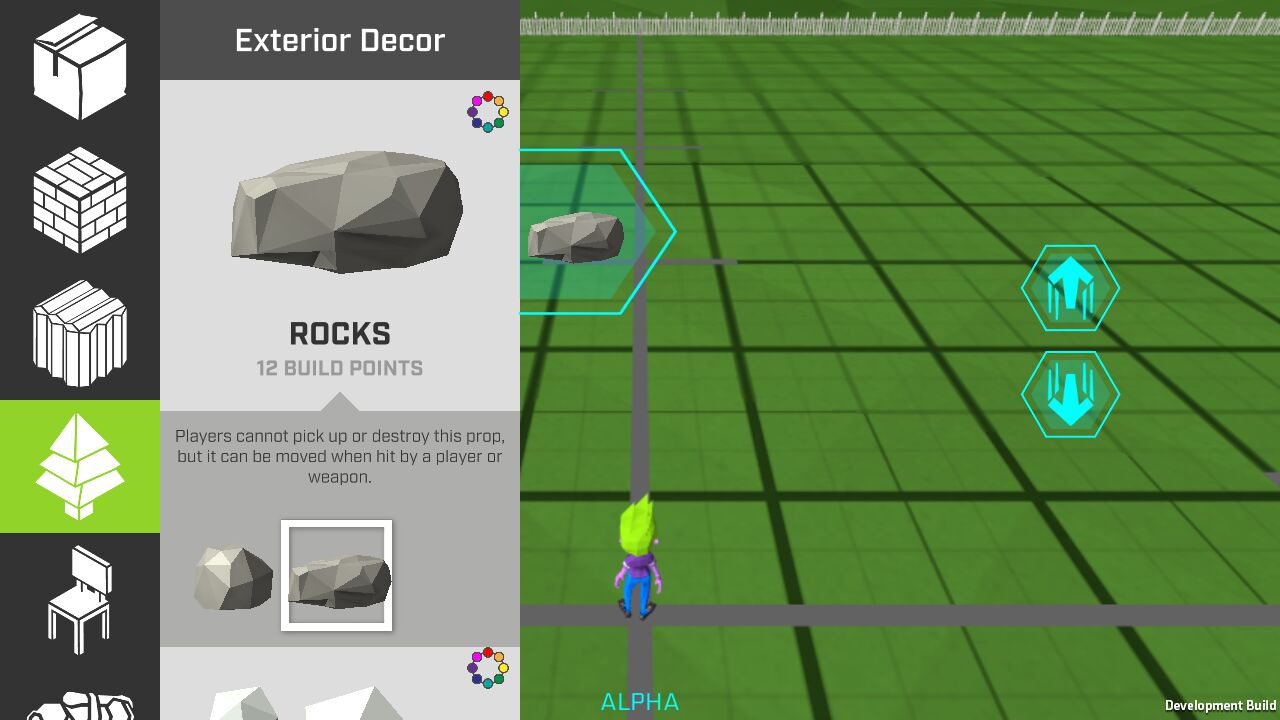 Exterior Decor
ROCKS
12 BUILD POINTS
Players cannot pick up or destroy this prop,
but it can be moved when hit by a player or
weapon.
ALPHA
Development Build